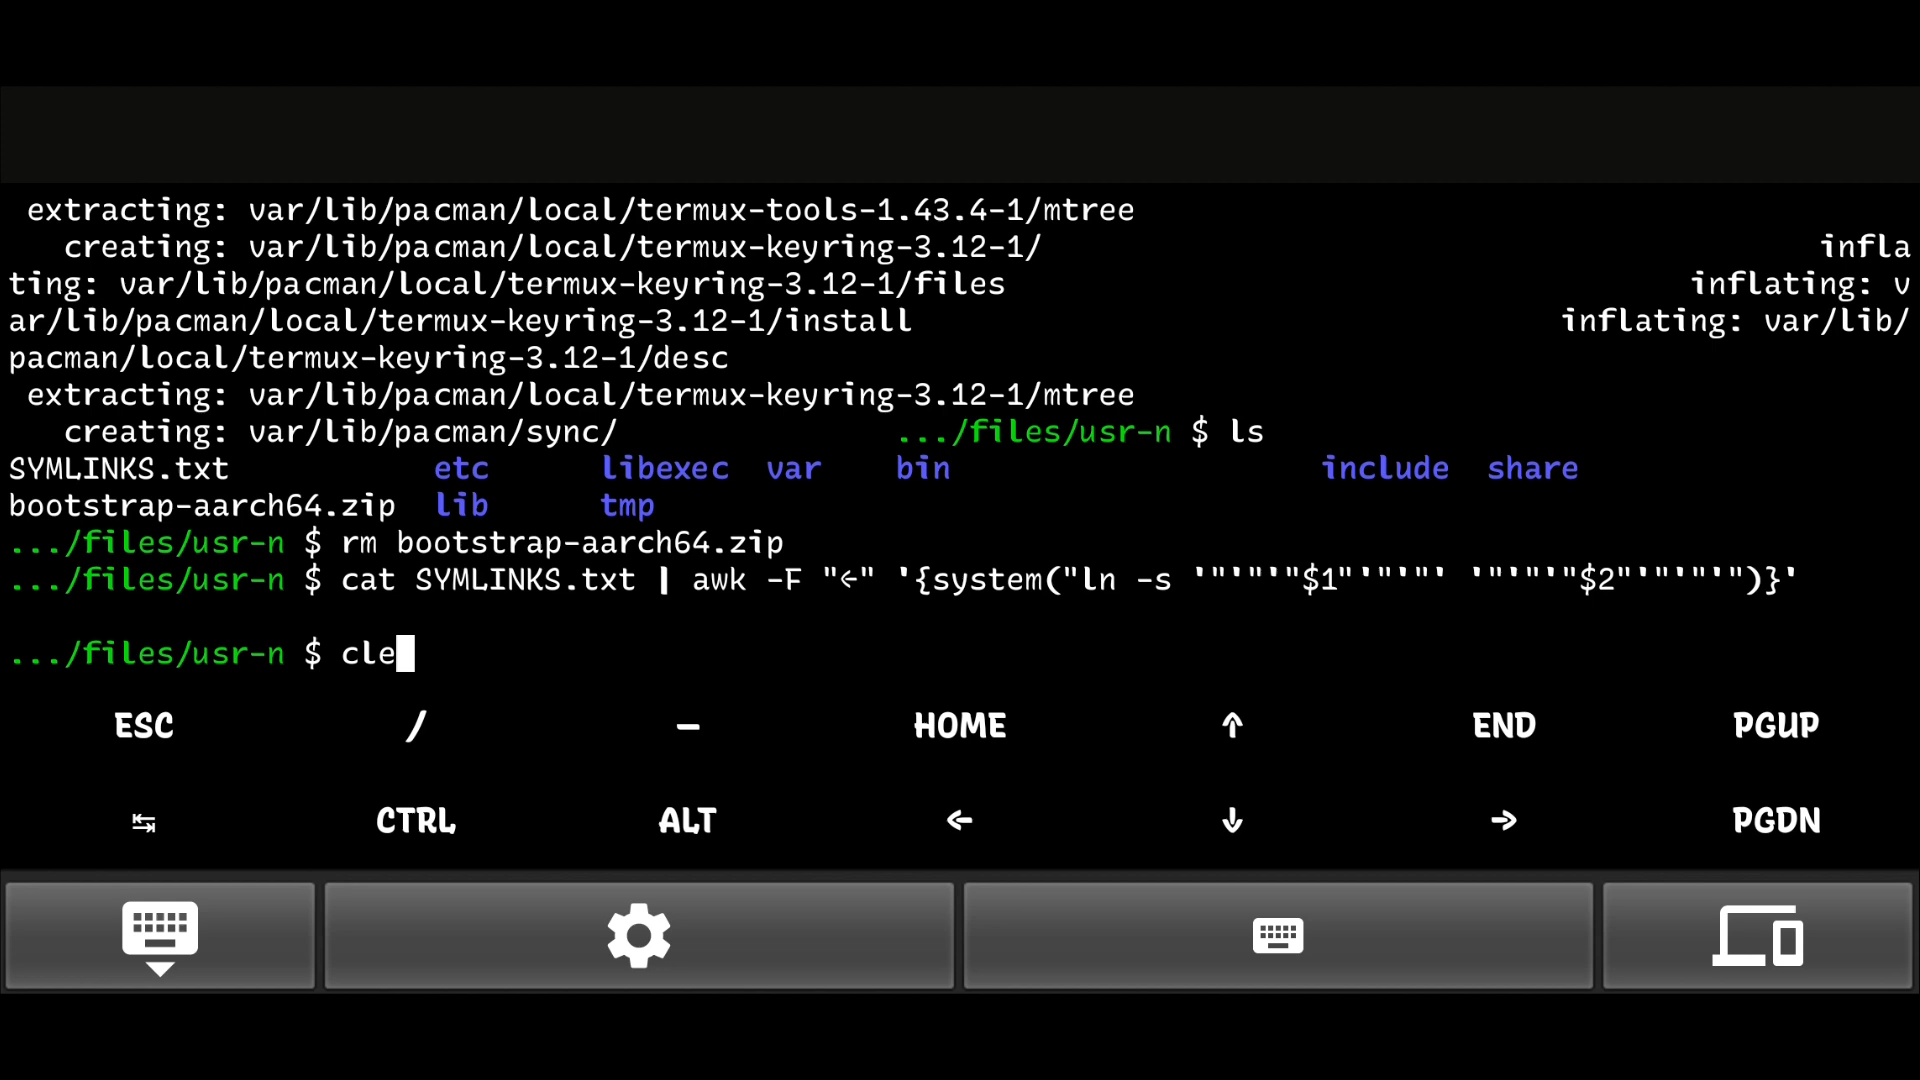 extracting: var/lib/pacman/local/termux-tools-1.43.4-1/mtree
creating: var/lib/pacman/local/termux-keyring-3.12-1/ infla
ting: var/lib/pacman/local/termux-keyring-3.12-1/files inflating: v
ar/lib/pacman/local/termux-keyring-3.12-1/install inflating: var/lib/
pacman/local/termux-keyring-3.12-1/desc
extracting: var/lib/pacman/local/termux-keyring-3.12-1/mtree
creating: var/lib/pacman/sync/ .../files/usr-n $ ls
SYMLINKS.txt etc libexec var bin include share
bootstrap-aarch64.zip lib tmp
.../files/usr-n $ rm bootstrap-aarch64.zip
.../files/usr-n $ cat SYMLINKS.txt | awk -F "←" '{system("ln -s '"'"'"$1"'"'"' '"'"'"$2"'"'"'")}'
.../files/usr-n $ cle
ESC / – HOME ↑ END PGUP
↹ CTRL ALT ← ↓ → PGDN